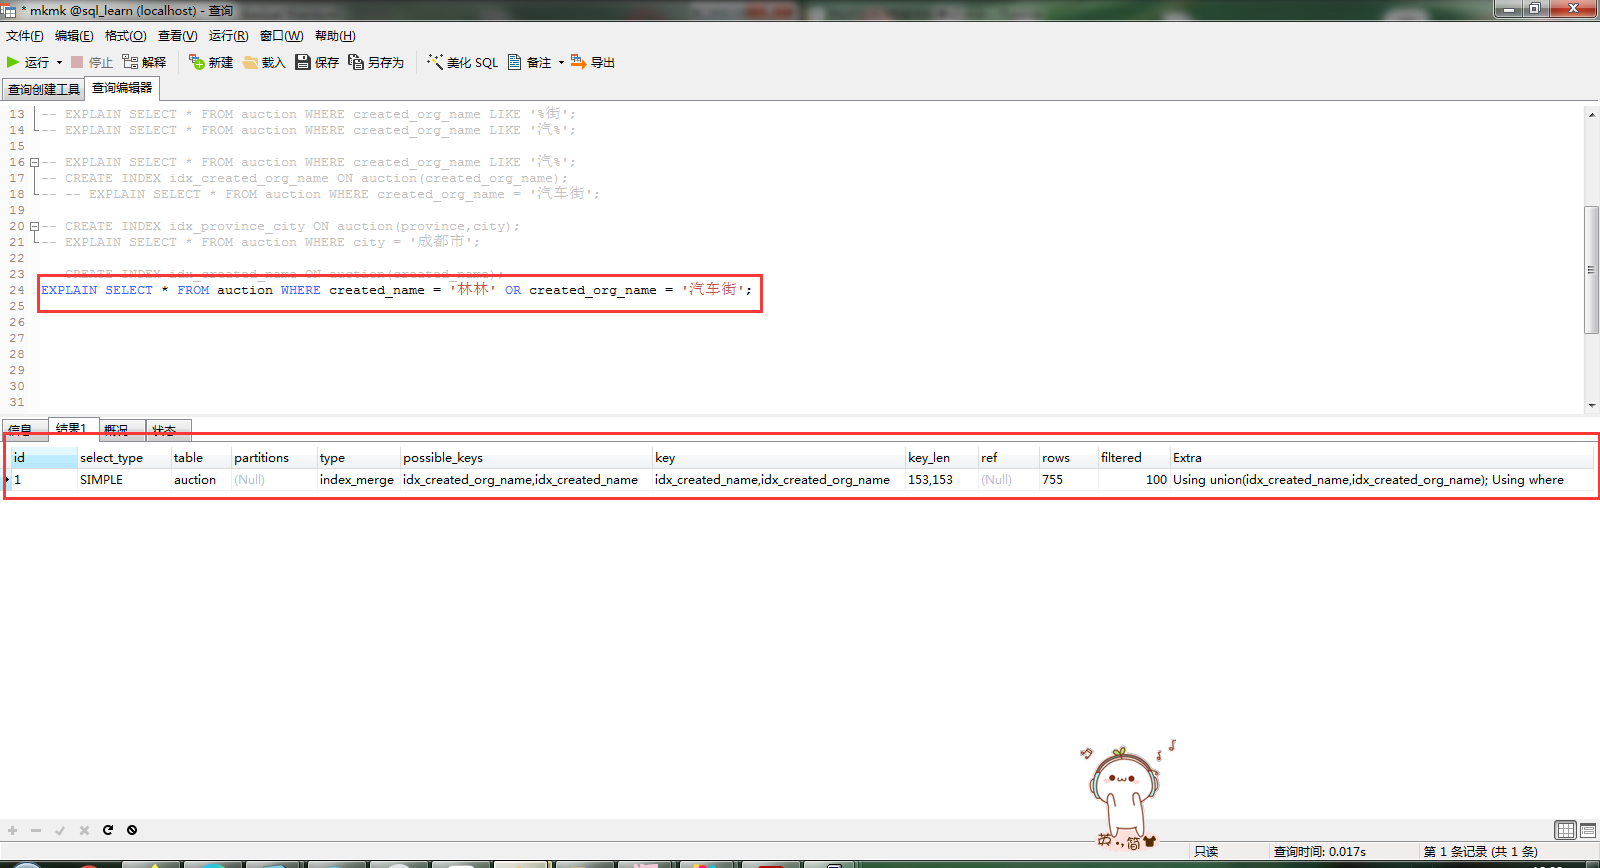 * mkmk @sql_learn (localhost) - 查询
文件(F) 编辑(E) 格式(O) 查看(V) 运行(R) 窗口(W) 帮助(H)
运行 停止 解释 新建 载入 保存 另存为 美化 SQL 备注 导出
查询创建工具 查询编辑器
13 -- EXPLAIN SELECT * FROM auction WHERE created_org_name LIKE '%街';
14 -- EXPLAIN SELECT * FROM auction WHERE created_org_name LIKE '汽%';
15
16 -- EXPLAIN SELECT * FROM auction WHERE created_org_name LIKE '汽%';
17 -- CREATE INDEX idx_created_org_name ON auction(created_org_name);
18 -- -- EXPLAIN SELECT * FROM auction WHERE created_org_name = '汽车街';
19
20 -- CREATE INDEX idx_province_city ON auction(province,city);
21 -- EXPLAIN SELECT * FROM auction WHERE city = '成都市';
22
23 -- CREATE INDEX idx_created_name ON auction(created_name);
24 EXPLAIN SELECT * FROM auction WHERE created_name = '林林' OR created_org_name = '汽车街';
25
26
27
28
29
30
31
信息 结果1 概况 状态
id select_type table partitions type possible_keys key key_len ref rows filtered Extra
1 SIMPLE auction (Null) index_merge idx_created_org_name,idx_created_name idx_created_name,idx_created_org_name 153,153 (Null) 755 100 Using union(idx_created_name,idx_created_org_name); Using where
英 简
只读 查询时间: 0.017s 第 1 条记录 (共 1 条)